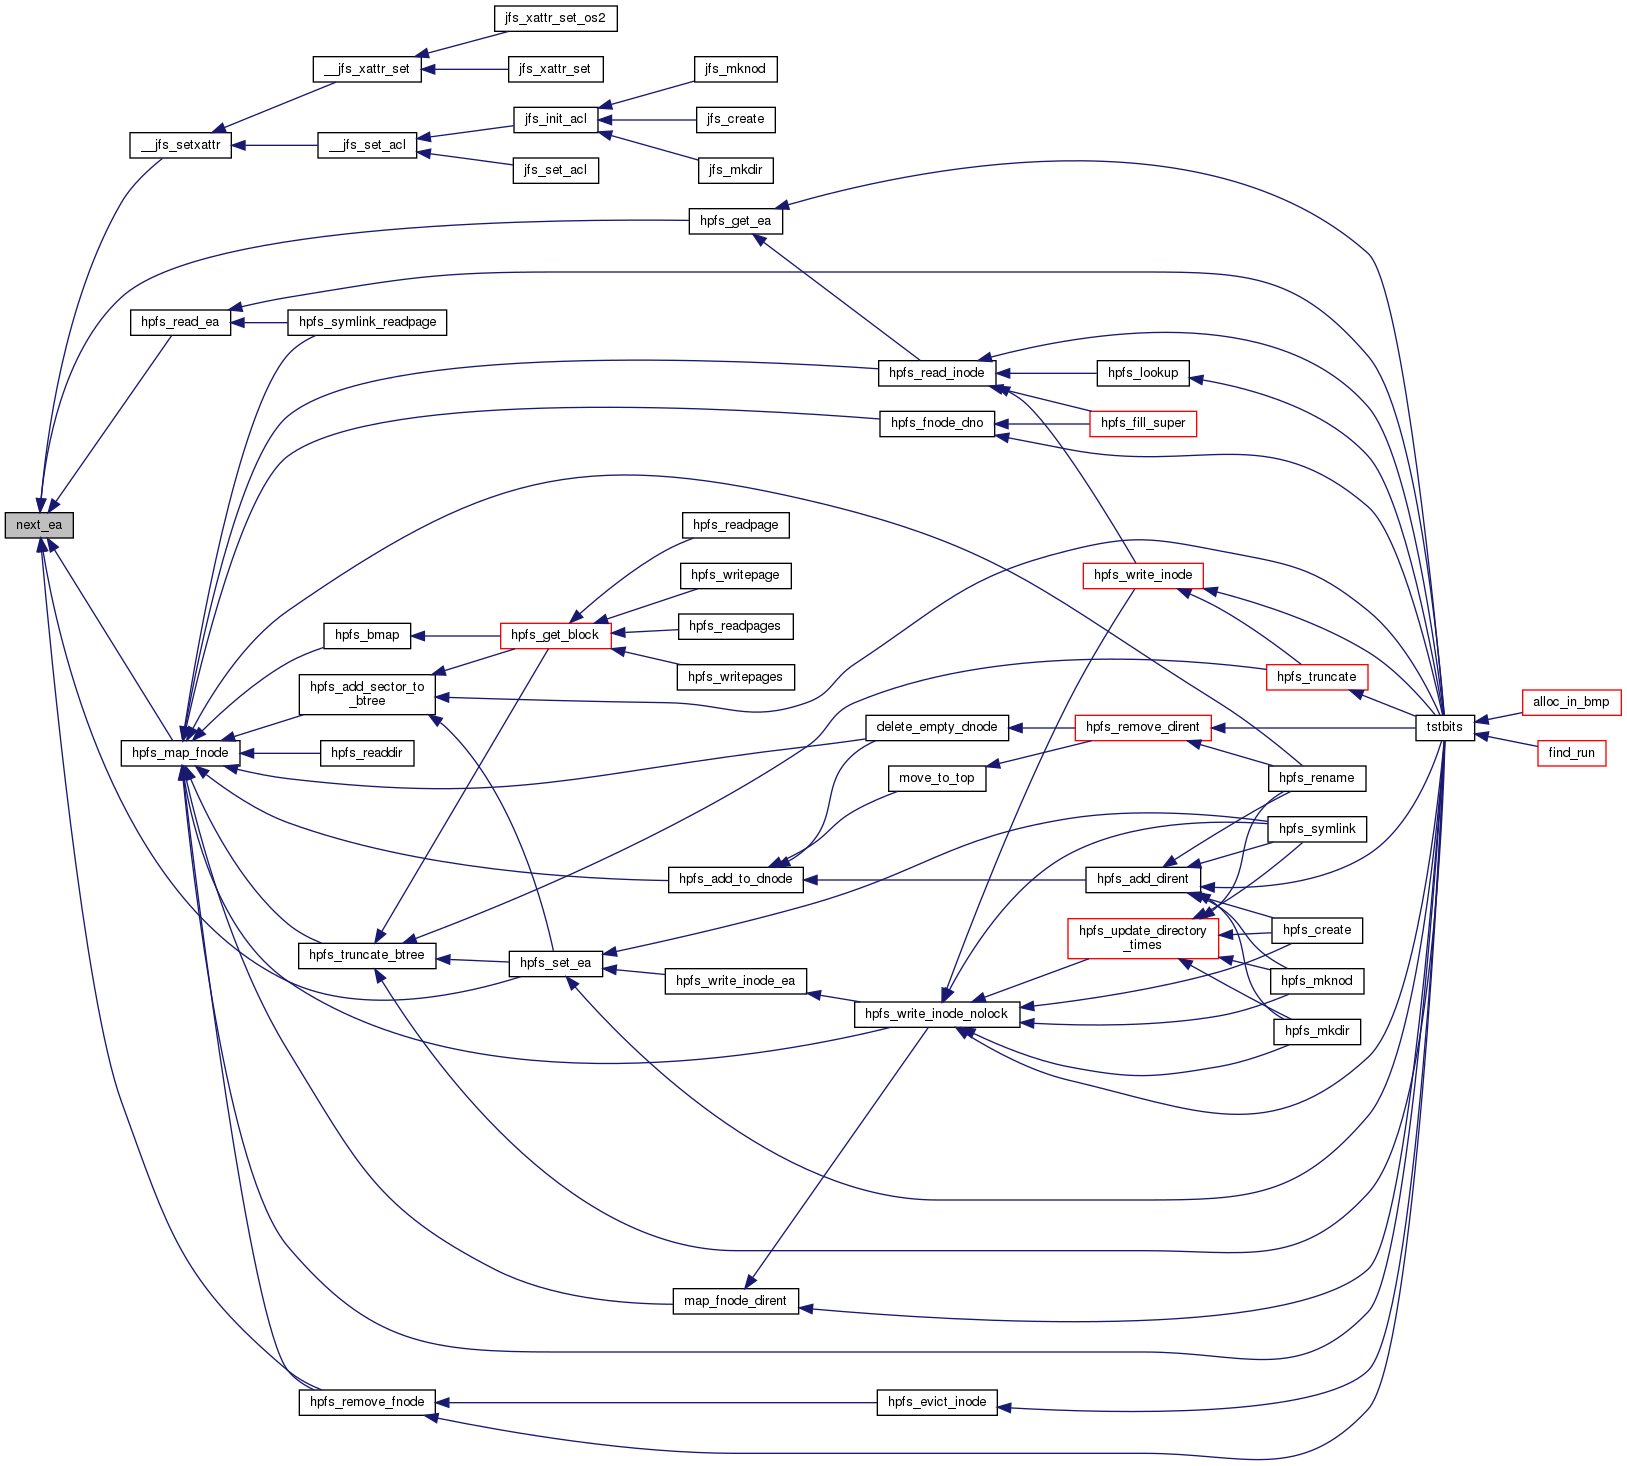 jfs_xattr_set_os2
__jfs_xattr_set
jfs_xattr_set
jfs_mknod
jfs_init_acl
jfs_create
__jfs_setxattr
__jfs_set_acl
jfs_set_acl
jfs_mkdir
hpfs_get_ea
hpfs_read_ea
hpfs_symlink_readpage
hpfs_read_inode
hpfs_lookup
hpfs_fnode_dno
hpfs_fill_super
next_ea
hpfs_readpage
hpfs_writepage
hpfs_write_inode
hpfs_bmap
hpfs_get_block
hpfs_readpages
hpfs_writepages
hpfs_truncate
hpfs_add_sector_to
_btree
alloc_in_bmp
delete_empty_dnode
hpfs_remove_dirent
tstbits
hpfs_map_fnode
hpfs_readdir
find_run
move_to_top
hpfs_rename
hpfs_symlink
hpfs_add_to_dnode
hpfs_add_dirent
hpfs_update_directory
_times
hpfs_create
hpfs_truncate_btree
hpfs_set_ea
hpfs_write_inode_ea
hpfs_mknod
hpfs_write_inode_nolock
hpfs_mkdir
map_fnode_dirent
hpfs_remove_fnode
hpfs_evict_inode